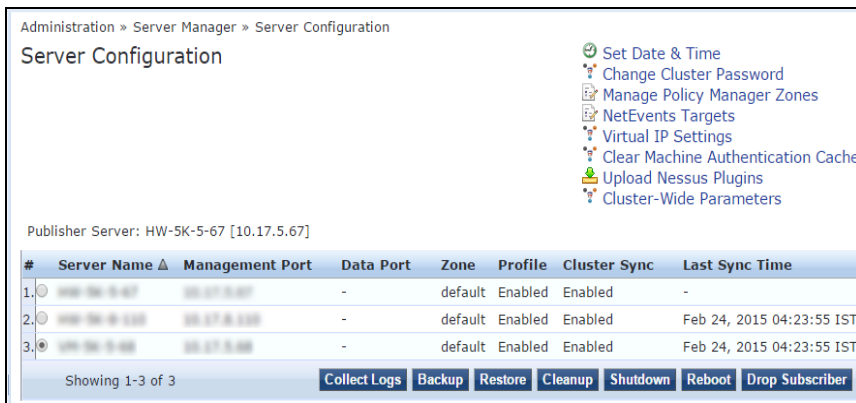 Administration » Server Manager » Server Configuration
Server Configuration
Set Date & Time
Change Cluster Password
Manage Policy Manager Zones
NetEvents Targets
Virtual IP Settings
Clear Machine Authentication Cache
Upload Nessus Plugins
Cluster-Wide Parameters
Publisher Server: HW-5K-5-67 [10.17.5.67]
# Server Name Management Port Data Port Zone Profile Cluster Sync Last Sync Time
1. - default Enabled Enabled -
2. - default Enabled Enabled Feb 24, 2015 04:23:55 IST
3. - default Enabled Enabled Feb 24, 2015 04:23:55 IST
Showing 1-3 of 3 Collect Logs Backup Restore Cleanup Shutdown Reboot Drop Subscriber